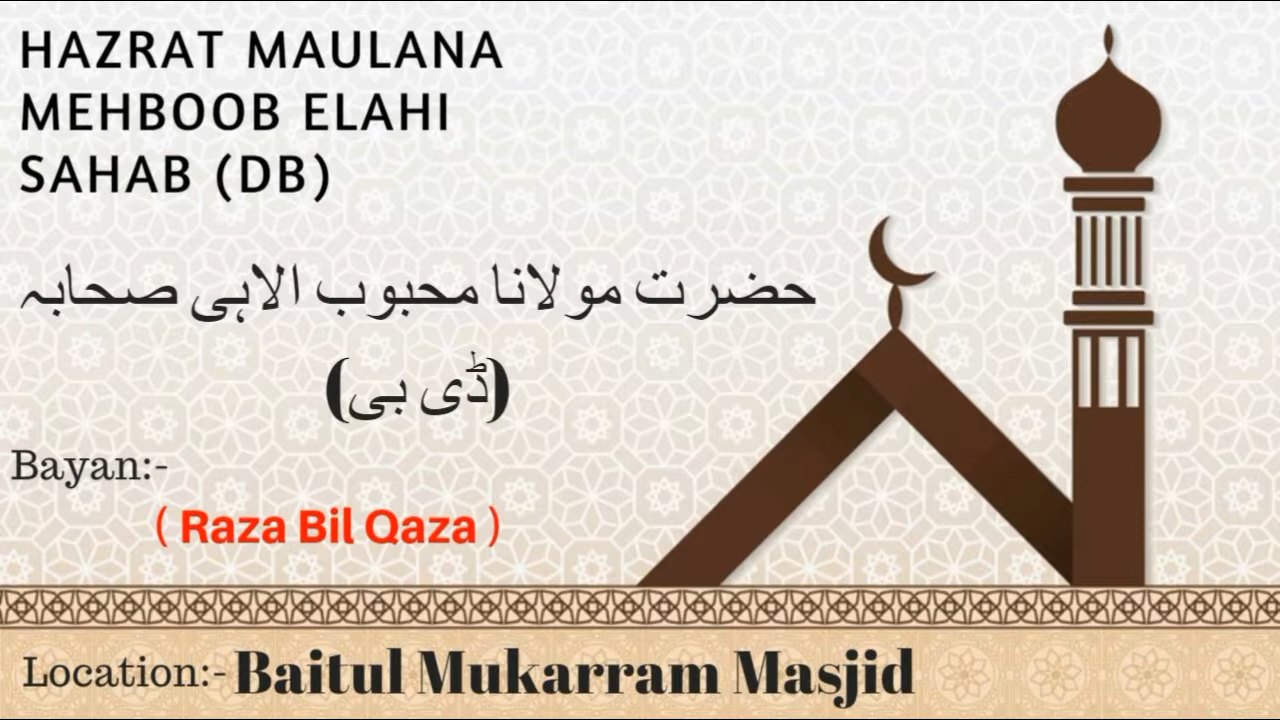 HAZRAT MAULANA
MEHBOOB ELAHI
SAHAB (DB)
حضرت مولانا محبوب الاہی صحابہ
(ڈی بی)
Bayan:-
( Raza Bil Qaza )
Location:- Baitul Mukarram Masjid